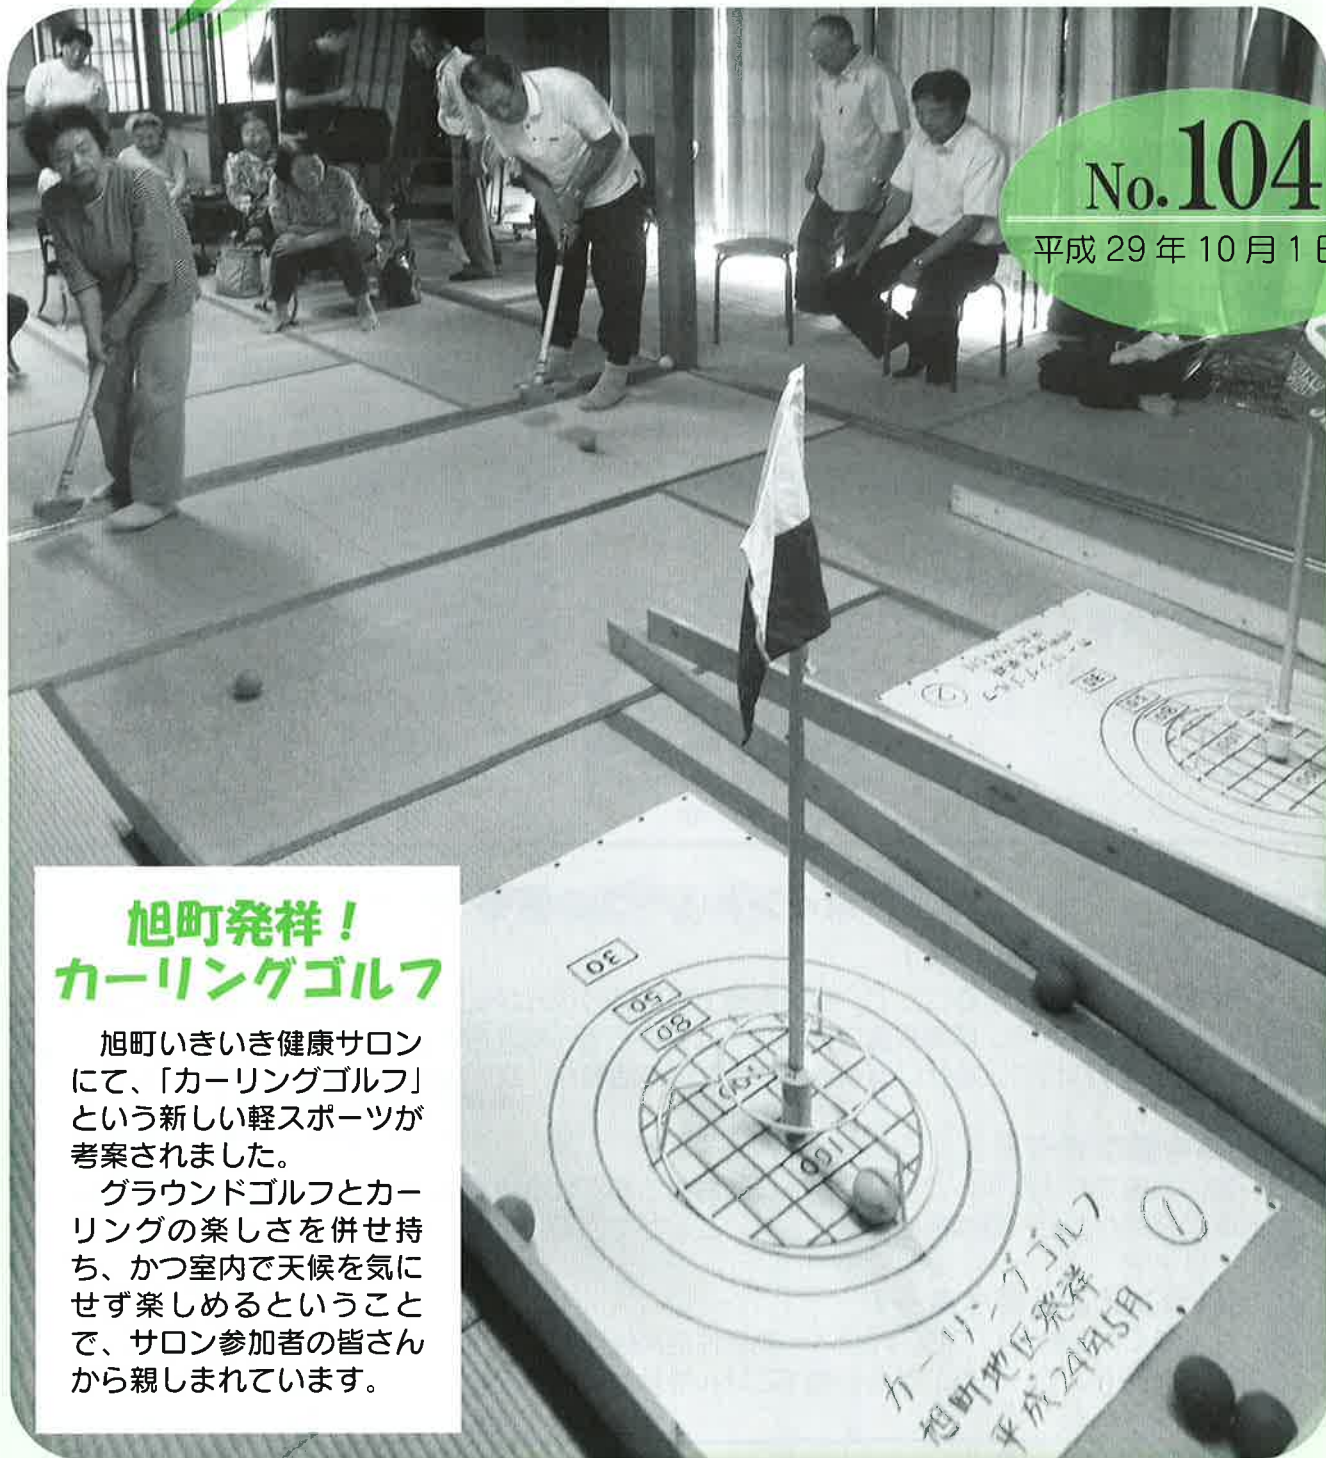 No.104
平成29年10月1日
旭町発祥！
カーリングゴルフ
旭町いきいき健康サロン
にて、「カーリングゴルフ」
という新しい軽スポーツが
考案されました。
グラウンドゴルフとカー
リングの楽しさを併せ持
ち、かつ室内で天候を気に
せず楽しめるということ
で、サロン参加者の皆さん
から親しまれています。
②
30
50
80
30
50
80
100
100
①
カーリングゴルフ
旭町地区発祥
平成24年5月